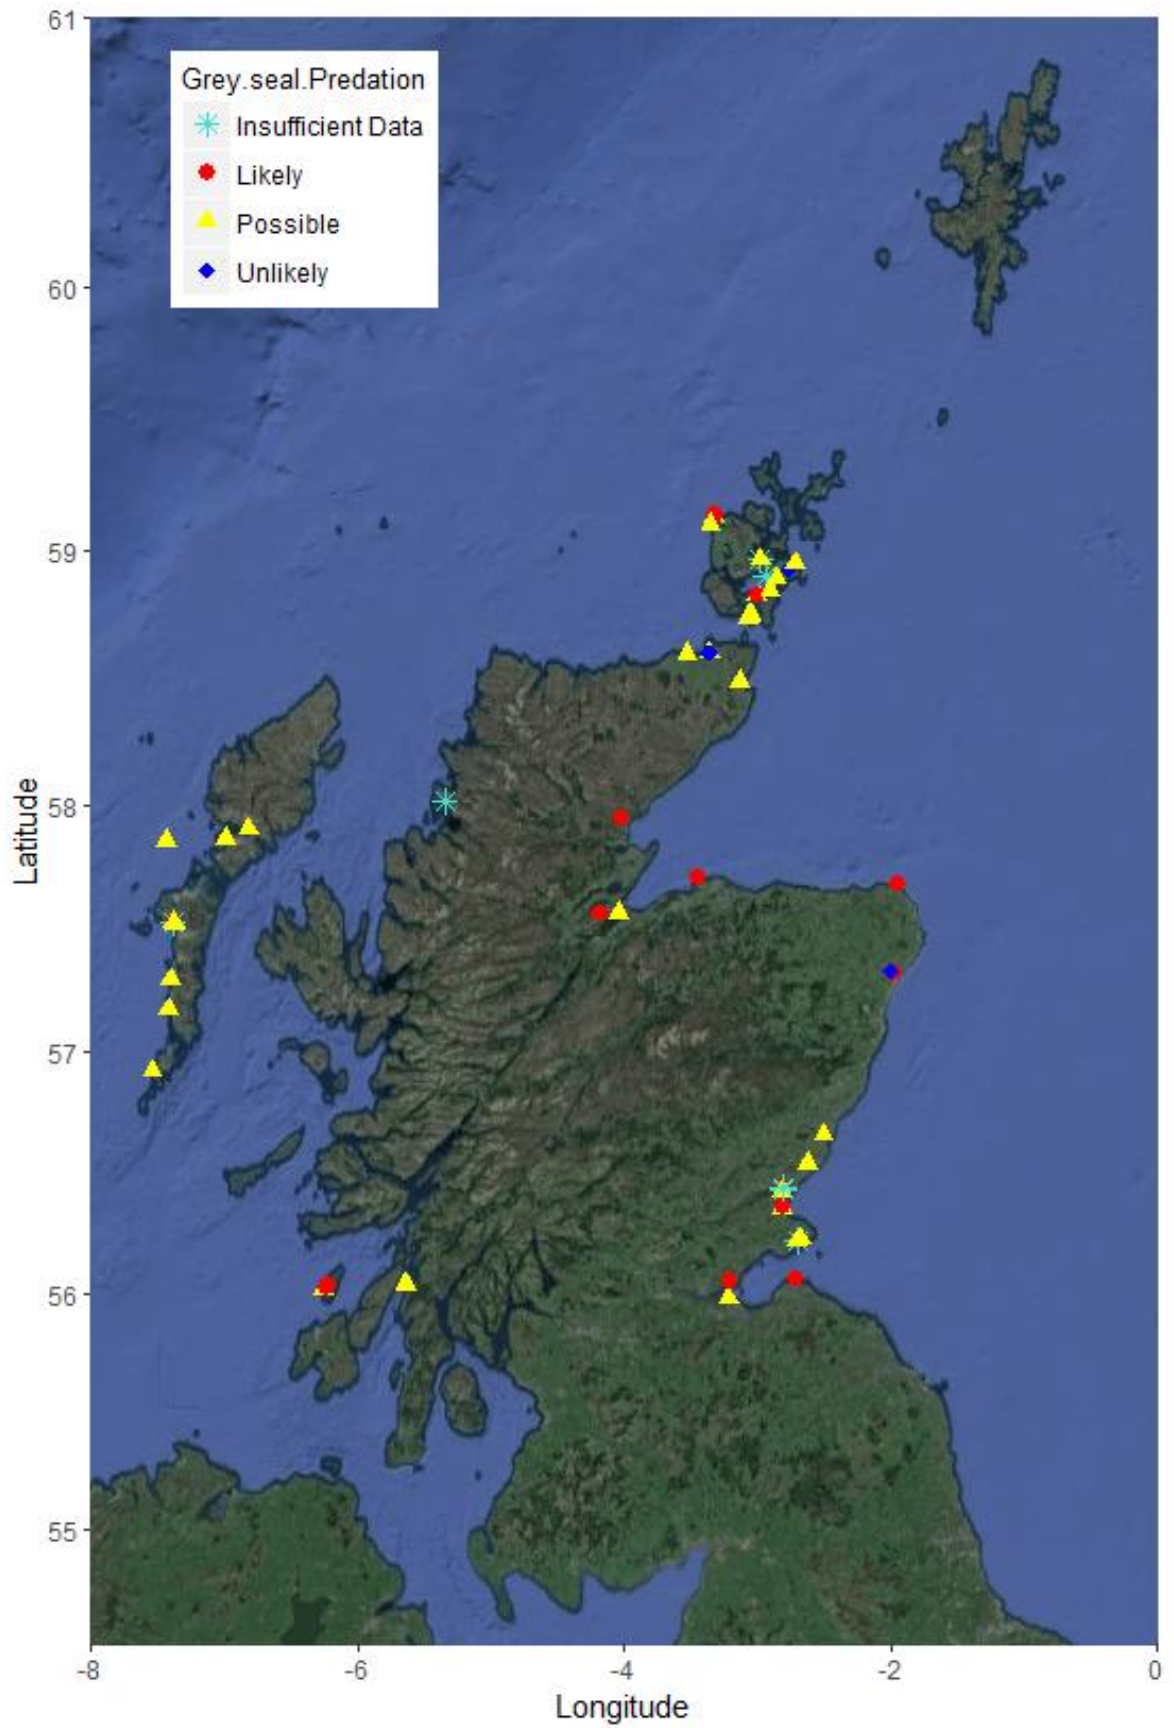 61
Grey.seal.Predation
Insufficient Data
Likely
Possible
Unlikely
60
59
58
57
56
55
Latitude
-8
-6
-4
-2
0
Longitude